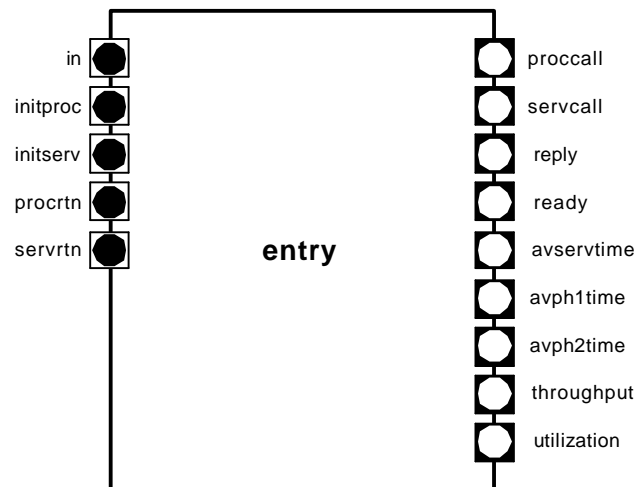 in
initproc
initserv
procrtn
servrtn
entry
proccall
servcall
reply
ready
avservtime
avph1time
avph2time
throughput
utilization